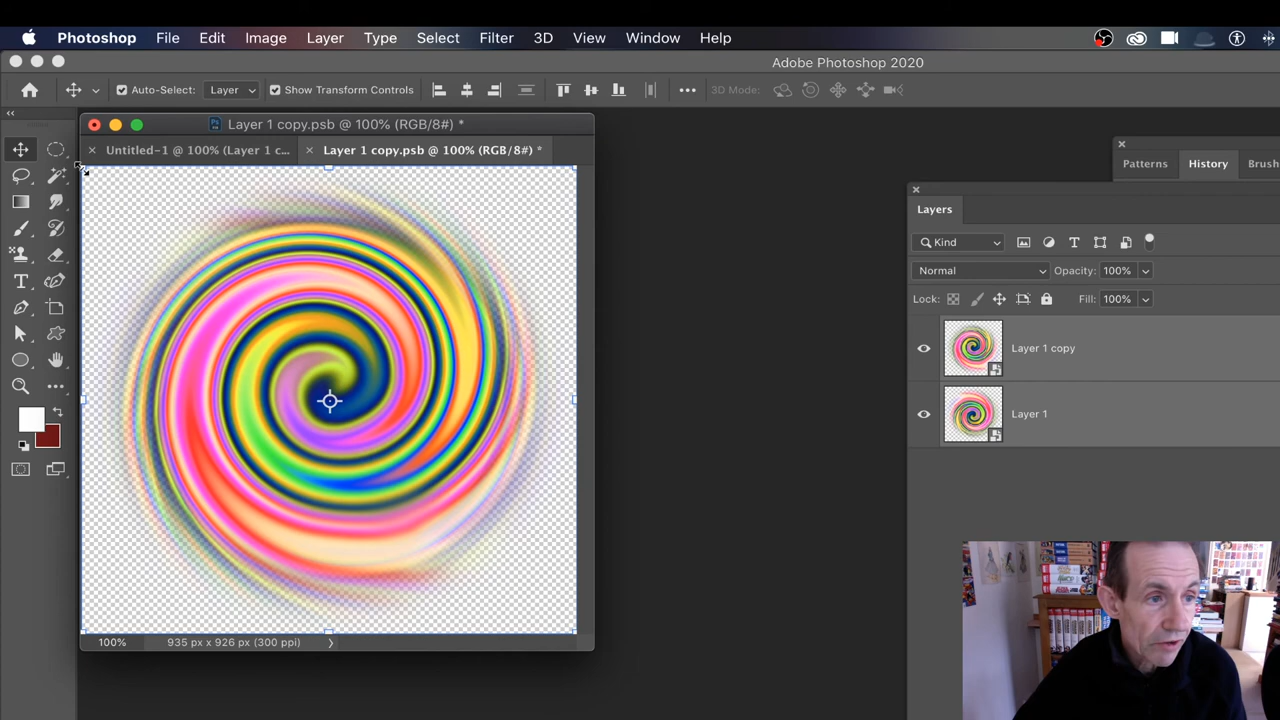 Photoshop File Edit Image Layer Type Select Filter 3D View Window Help
Adobe Photoshop 2020
Auto-Select: Layer Show Transform Controls 3D Mode:
Layer 1 copy.psb @ 100% (RGB/8#) *
Untitled-1 @ 100% (Layer 1 c... Layer 1 copy.psb @ 100% (RGB/8#) *
Patterns History Brush
Layers
Kind
Normal Opacity: 100%
Lock: Fill: 100%
Layer 1 copy
Layer 1
100% 935 px x 926 px (300 ppi)